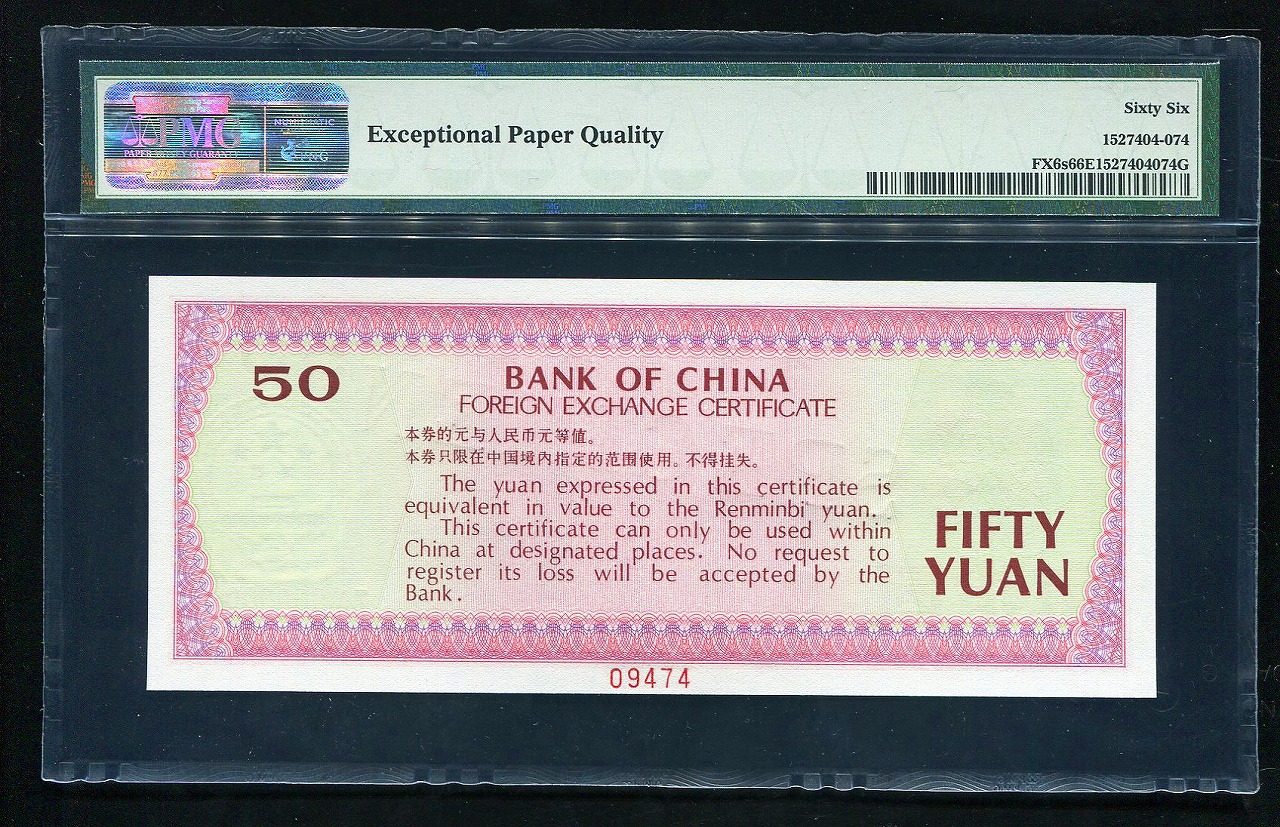 PMG
PAPER MONEY GUARANTY
Exceptional Paper Quality
Sixty Six
1527404-074
FX6s66E1527404074G
50
BANK OF CHINA
FOREIGN EXCHANGE CERTIFICATE
本券的元与人民币元等值。
本券只限在中国境内指定的范围使用。不得挂失。
The yuan expressed in this certificate is
equivalent in value to the Renminbi yuan.
This certificate can only be used within
China at designated places. No request to
register its loss will be accepted by the
Bank.
FIFTY
YUAN
09474